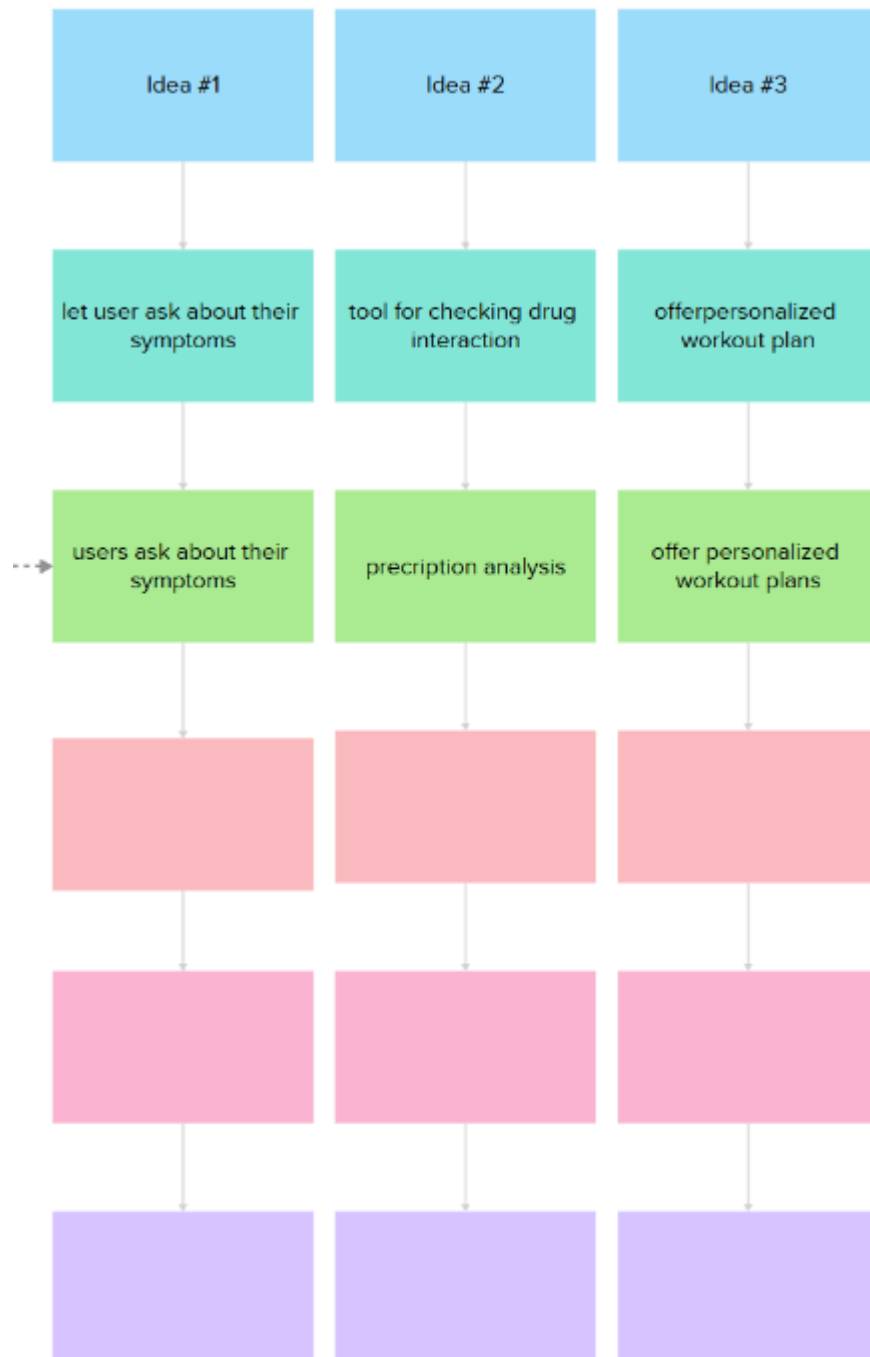 Idea #1
Idea #2
Idea #3
let user ask about their
symptoms
tool for checking drug
interaction
offerpersonalized
workout plan
users ask about their
symptoms
precription analysis
offer personalized
workout plans